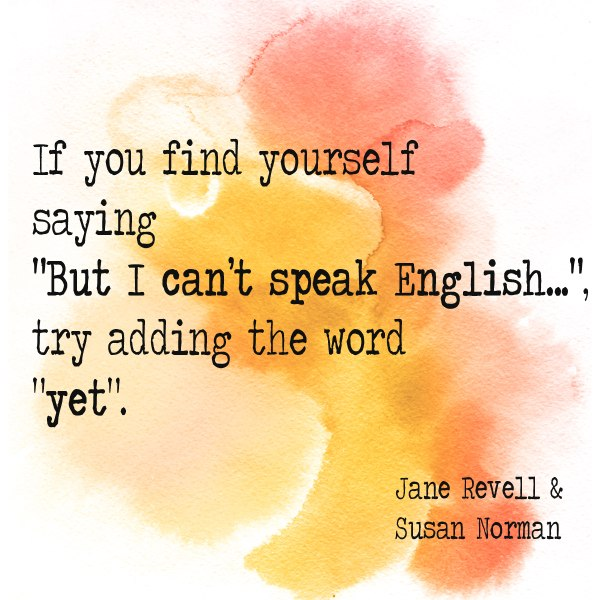 If you find yourself
saying
"But I can't speak English...",
try adding the word
"yet".
Jane Revell &
Susan Norman